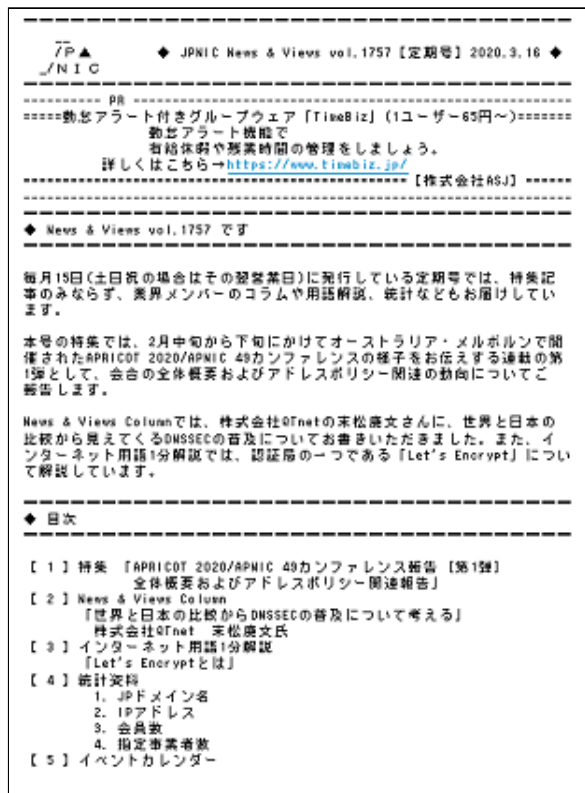 __
/P▲ ◆ JPNIC News & Views vol.1757【定期号】2020.3.16 ◆
_/NIC
---------- PR ----------
=====勤怠アラート付きグループウェア「TimeBiz」(1ユーザー65円〜)=======
勤怠アラート機能で
有給休暇や残業時間の管理をしましょう。
詳しくはこちら→https://www.timebiz.jp/
【株式会社ASJ】 ------
◆ News & Views vol.1757 です
毎月15日(土日祝の場合はその翌営業日)に発行している定期号では、特集記
事のみならず、業界メンバーのコラムや用語解説、統計などもお届けしてい
ます。
本号の特集では、2月中旬から下旬にかけてオーストラリア・メルボルンで開
催されたAPRICOT 2020/APNIC 49カンファレンスの様子をお伝えする連載の第
1弾として、会合の全体概要およびアドレスポリシー関連の動向についてご
報告します。
News & Views Columnでは、株式会社QTnetの末松慶文さんに、世界と日本の
比較から見えてくるDNSSECの普及についてお書きいただきました。また、イ
ンターネット用語1分解説では、認証局の一つである「Let's Encrypt」につい
て解説しています。
◆ 目次
【 1 】特集 「APRICOT 2020/APNIC 49カンファレンス報告 [第1弾]
全体概要およびアドレスポリシー関連報告」
【 2 】News & Views Column
「世界と日本の比較からDNSSECの普及について考える」
株式会社QTnet 末松慶文氏
【 3 】インターネット用語1分解説
「Let's Encryptとは」
【 4 】統計資料
1. JPドメイン名
2. IPアドレス
3. 会員数
4. 指定事業者数
【 5 】イベントカレンダー